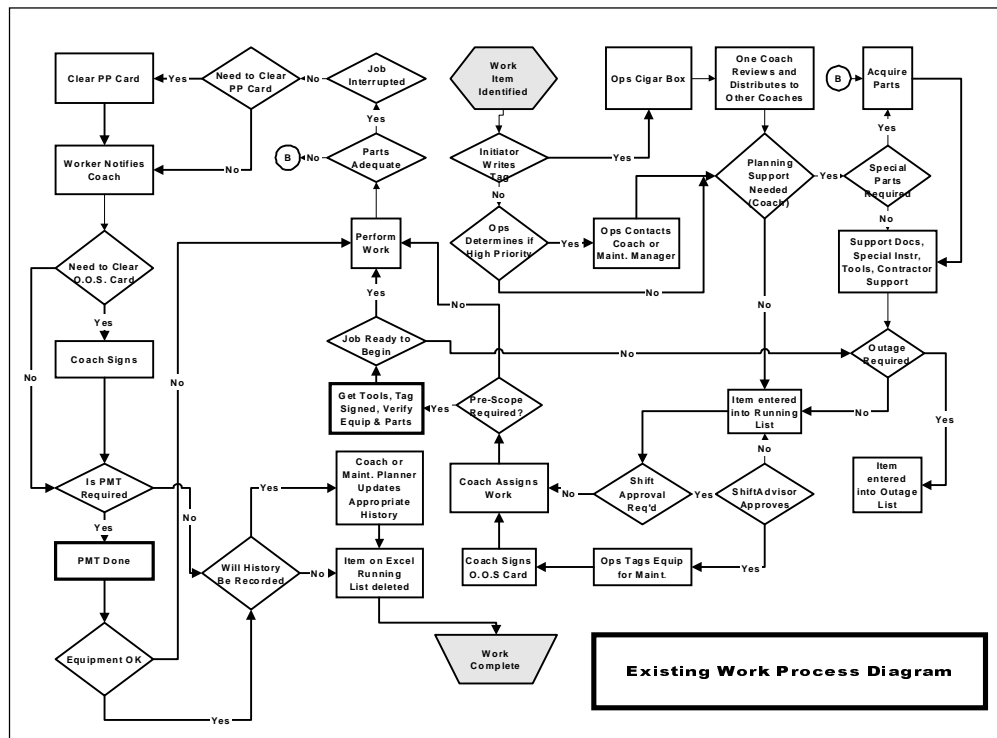 Clear PP Card
Yes
Need to Clear
PP Card
No
Job
Interrupted
Yes
Work
Item
Identified
Ops Cigar Box
One Coach
Reviews and
Distributes to
Other Coaches
B
Acquire
Parts
Yes
Worker Notifies
Coach
No
B
No
Parts
Adequate
Initiator
Writes
Tag
Yes
No
Planning
Support
Needed
(Coach)
Yes
Special
Parts
Required
No
Need to Clear
O.O.S. Card
Yes
No
Perform
Work
Yes
Ops
Determines if
High Priority
Yes
Ops Contacts
Coach or
Maint. Manager
No
No
Support Docs,
Special Instr,
Tools, Contractor
Support
No
Coach Signs
No
Job Ready to
Begin
No
Outage
Required
No
Yes
Get Tools, Tag
Signed, Verify
Equip & Parts
Yes
Pre-Scope
Required?
Item entered
into Running
List
No
Is PMT
Required
No
Yes
Coach or
Maint. Planner
Updates
Appropriate
History
Yes
Coach Assigns
Work
No
Shift
Approval
Req'd
Yes
ShiftAdvisor
Approves
Yes
Item
entered
into Outage
List
PMT Done
Will History
Be Recorded
No
Item on Excel
Running
List deleted
Coach Signs
O.O.S Card
Ops Tags Equip
for Maint.
Equipment OK
Yes
Work
Complete
Existing Work Process Diagram